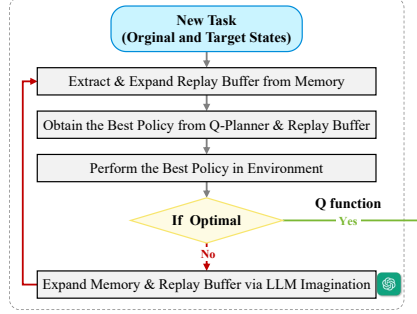 New Task
(Orginal and Target States)
Extract & Expand Replay Buffer from Memory
Obtain the Best Policy from Q-Planner & Replay Buffer
Perform the Best Policy in Environment
If Optimal
Q function
Yes
No
Expand Memory & Replay Buffer via LLM Imagination